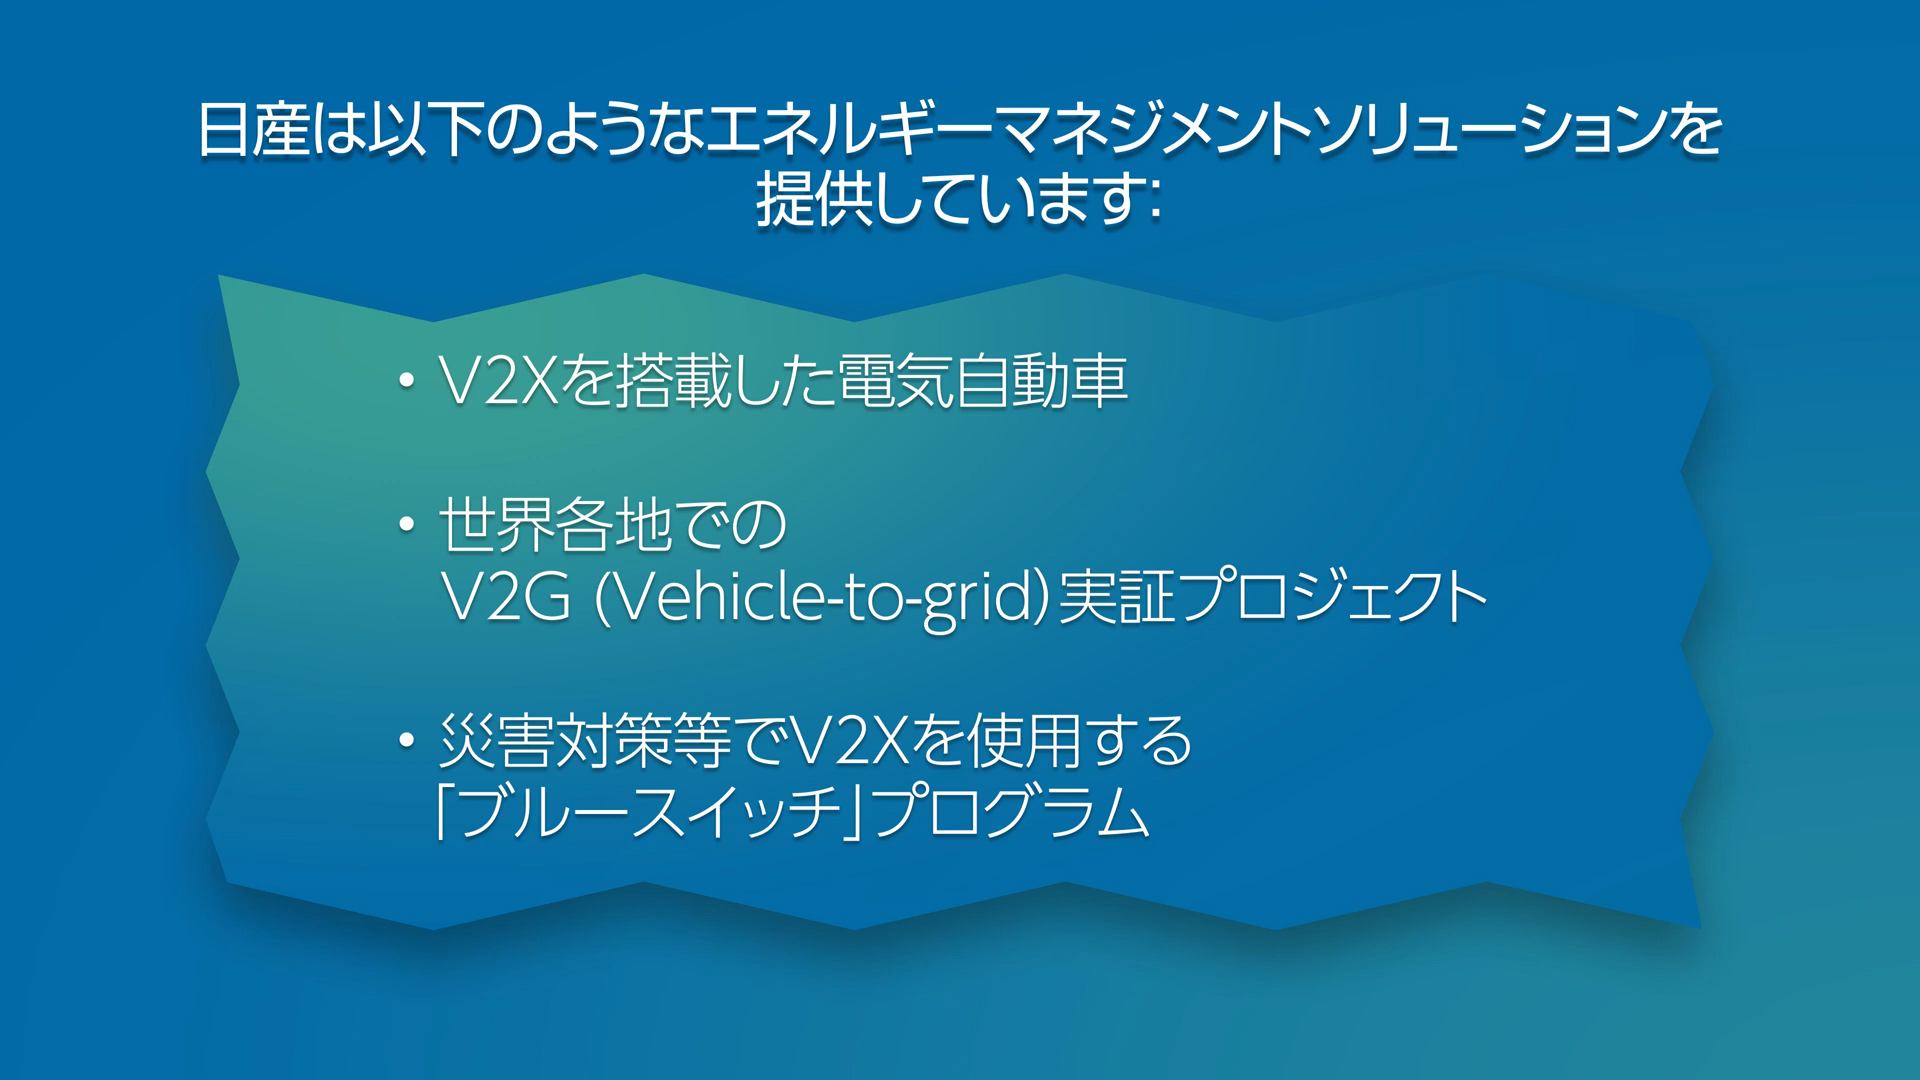 日産は以下のようなエネルギーマネジメントソリューションを
提供しています:
• V2Xを搭載した電気自動車
• 世界各地での
V2G (Vehicle-to-grid)実証プロジェクト
• 災害対策等でV2Xを使用する
「ブルースイッチ」プログラム